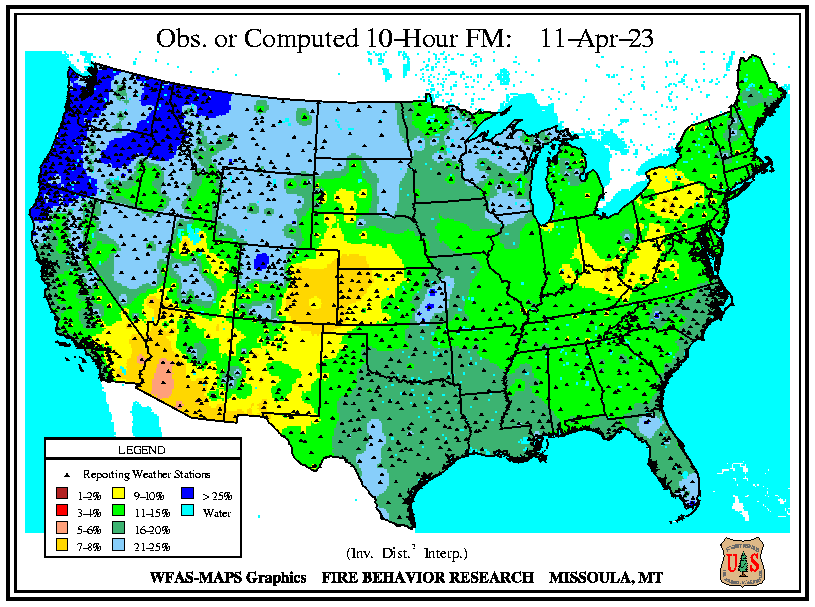 Obs. or Computed 10-Hour FM: 11-Apr-23
LEGEND
Reporting Weather Stations
1-2% 9-10% > 25%
3-4% 11-15% Water
5-6% 16-20%
7-8% 21-25%
(Inv. Dist.² Interp.)
WFAS-MAPS Graphics FIRE BEHAVIOR RESEARCH MISSOULA, MT
U S